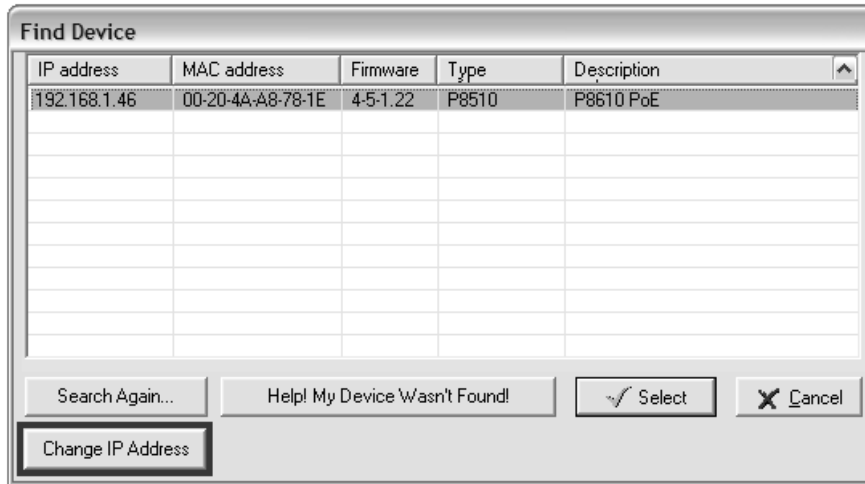 Find Device
IP address MAC address Firmware Type Description
192.168.1.46 00-20-4A-A8-78-1E 4-5-1.22 P8510 P8610 PoE
Search Again... Help! My Device Wasn't Found! Select Cancel
Change IP Address